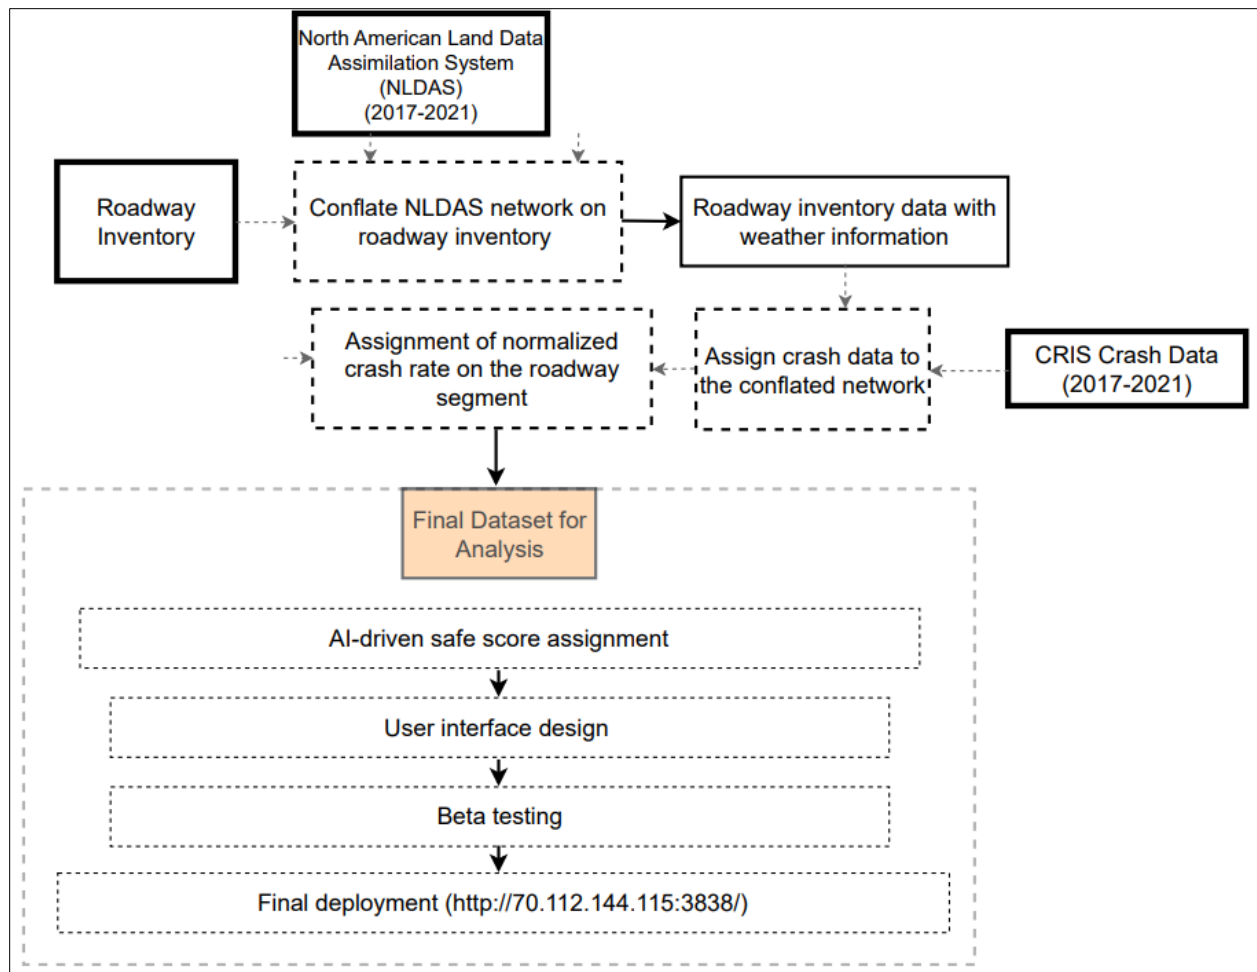 North American Land Data
Assimilation System
(NLDAS)
(2017-2021)
Roadway
Inventory
Conflate NLDAS network on
roadway inventory
Roadway inventory data with
weather information
Assignment of normalized
crash rate on the roadway
segment
Assign crash data to
the conflated network
CRIS Crash Data
(2017-2021)
Final Dataset for
Analysis
AI-driven safe score assignment
User interface design
Beta testing
Final deployment (http://70.112.144.115:3838/)